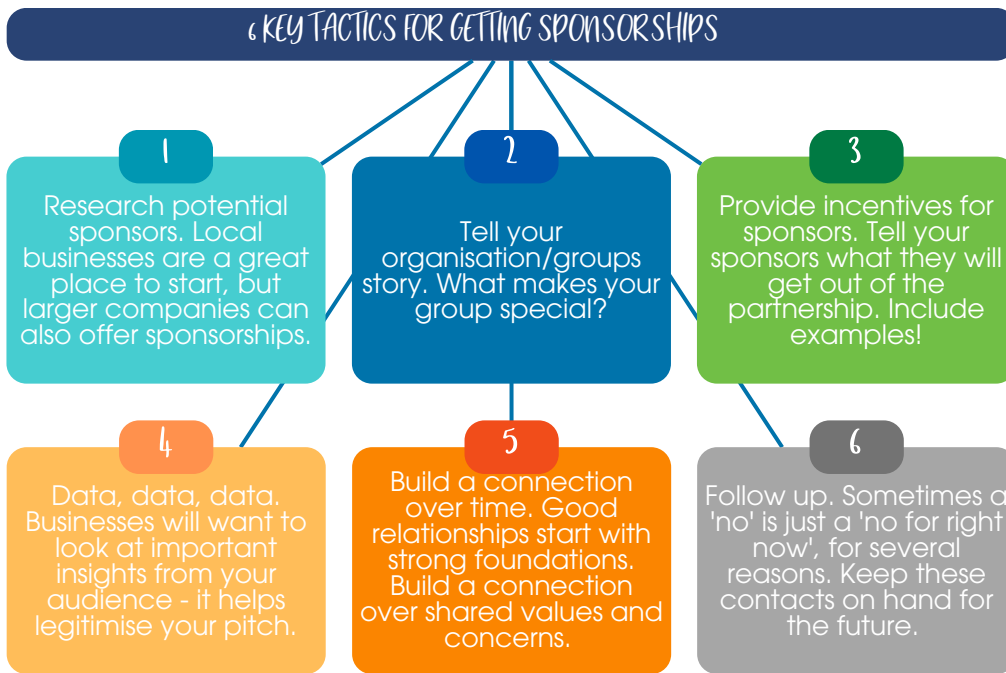 6 KEY TACTICS FOR GETTING SPONSORSHIPS
1
Research potential
sponsors. Local
businesses are a great
place to start, but
larger companies can
also offer sponsorships.
2
Tell your
organisation/groups
story. What makes your
group special?
3
Provide incentives for
sponsors. Tell your
sponsors what they will
get out of the
partnership. Include
examples!
4
Data, data, data.
Businesses will want to
look at important
insights from your
audience - it helps
legitimise your pitch.
5
Build a connection
over time. Good
relationships start with
strong foundations.
Build a connection
over shared values and
concerns.
6
Follow up. Sometimes a
'no' is just a 'no for right
now', for several
reasons. Keep these
contacts on hand for
the future.